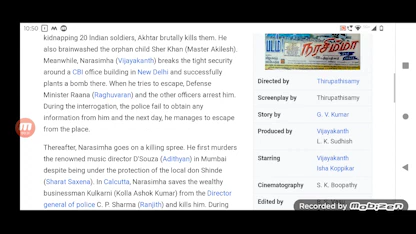 10:50
kidnapping 20 Indian soldiers, Akhtar brutally kills them. He
also brainwashed the orphan child Sher Khan (Master Akilesh).
Meanwhile, Narasimha (Vijayakanth) breaks the tight security
around a CBI office building in New Delhi and successfully
plants a bomb there. When he tries to escape, Defense
Minister Raana (Raghuvaran) and the other officers arrest him.
During the interrogation, the police fail to obtain any
information from him and the next day, he manages to escape
from the place.
Thereafter, Narasimha goes on a killing spree. He first murders
the renowned music director D'Souza (Adithyan) in Mumbai
despite being under the protection of the local don Shinde
(Sharat Saxena). In Calcutta, Narasimha saves the wealthy
businessman Kulkarni (Kolla Ashok Kumar) from the Director
general of police C. P. Sharma (Ranjith) and kills him. During
நரசிம்மா
Directed by Thirupathisamy
Screenplay by Thirupathisamy
Story by G. V. Kumar
Produced by Vijayakanth
L. K. Sudhish
Starring Vijayakanth
Isha Koppikar
Cinematography S. K. Boopathy
Edited by
Recorded by Mobizen